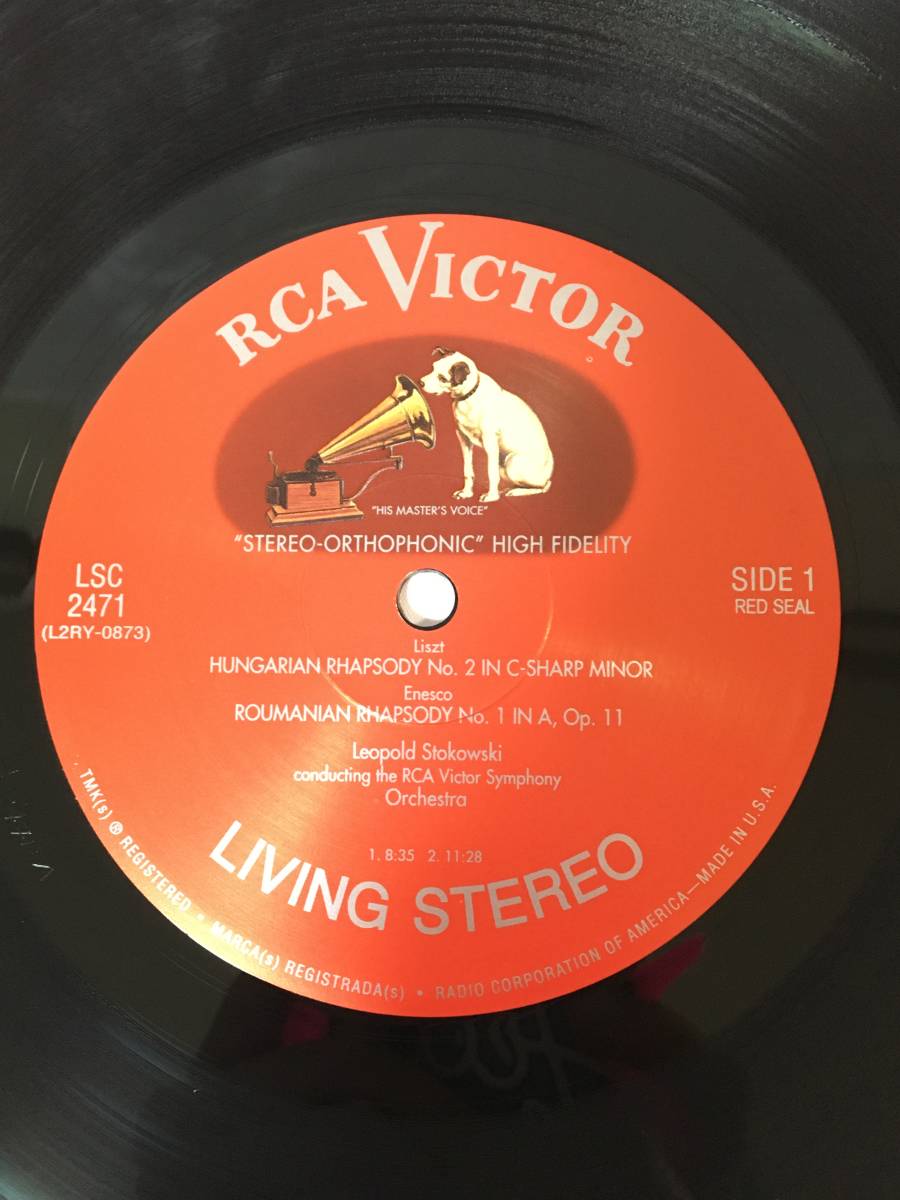 RCA VICTOR
"HIS MASTER'S VOICE"
"STEREO-ORTHOPHONIC" HIGH FIDELITY
LSC
2471
(L2RY-0873)
SIDE 1
RED SEAL
Liszt
HUNGARIAN RHAPSODY No. 2 IN C-SHARP MINOR
Enesco
ROUMANIAN RHAPSODY No. 1 IN A, Op. 11
Leopold Stokowski
conducting the RCA Victor Symphony
Orchestra
1. 8:35 2. 11:28
LIVING STEREO
TMK(s) ® REGISTERED • MARCA(s) REGISTRADA(s) • RADIO CORPORATION OF AMERICA—MADE IN U.S.A.